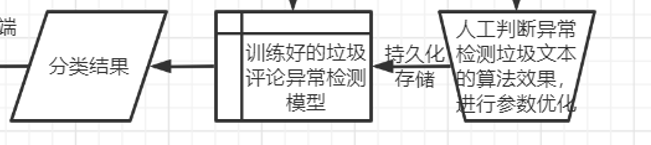 端
分类结果
训练好的垃圾
评论异常检测
模型
持久化
存储
人工判断异常
检测垃圾文本
的算法效果，
进行参数优化